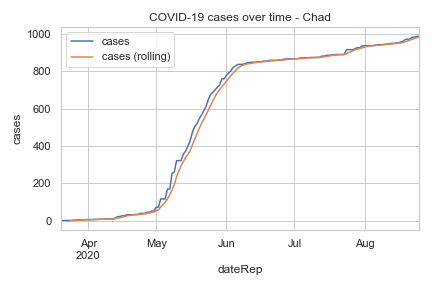 COVID-19 cases over time - Chad
cases
cases (rolling)
1000
800
600
400
200
0
cases
Apr
2020
May
Jun
Jul
Aug
dateRep